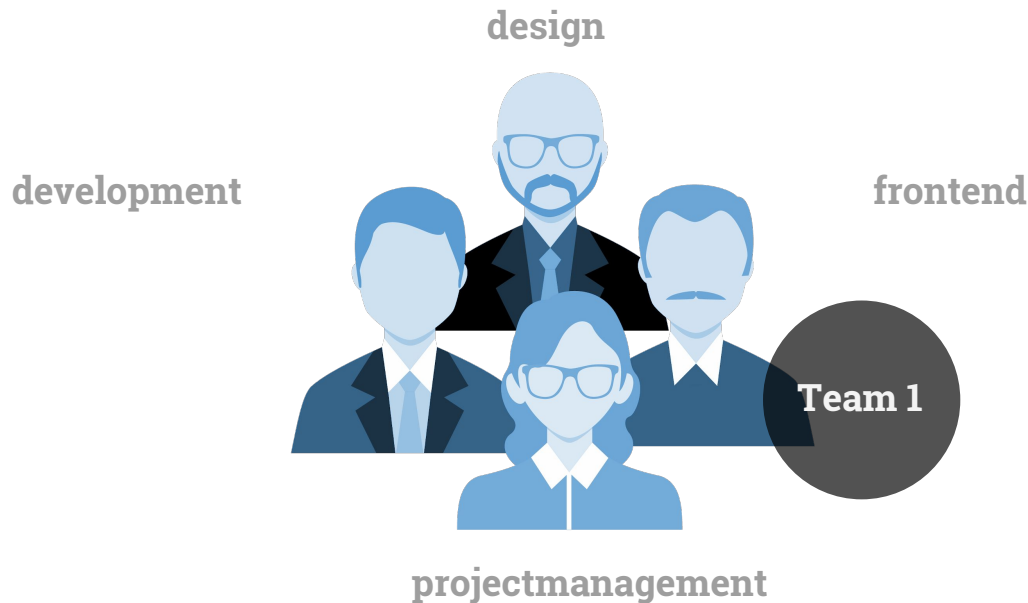 design
development
frontend
Team 1
projectmanagement